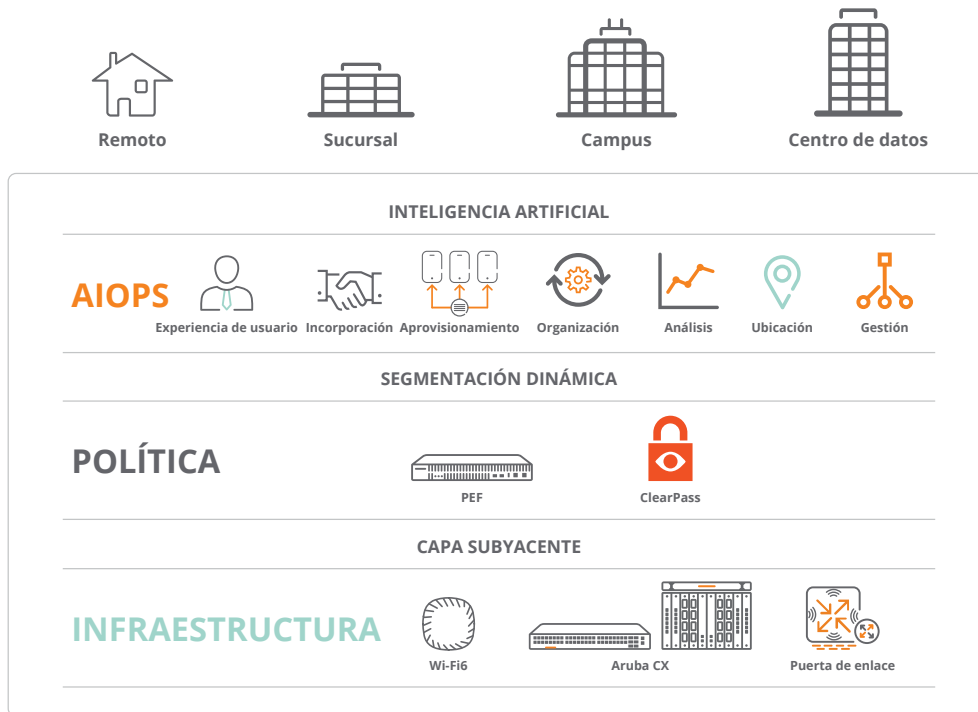 Remoto
Sucursal
Campus
Centro de datos
INTELIGENCIA ARTIFICIAL
AIOPS
Experiencia de usuario
Incorporación
Aprovisionamiento
Organización
Análisis
Ubicación
Gestión
SEGMENTACIÓN DINÁMICA
POLÍTICA
PEF
ClearPass
CAPA SUBYACENTE
INFRAESTRUCTURA
Wi-Fi6
Aruba CX
Puerta de enlace